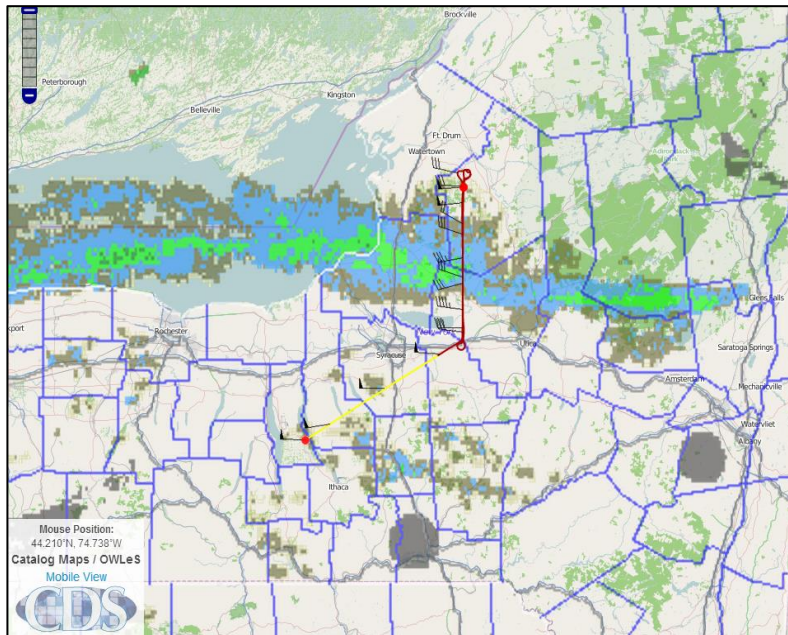 Brockville
Peterborough
Kingston
Belleville
Ft. Drum
Watertown
Rochester
Glens Falls
Syracuse
Utica
Saratoga Springs
Amsterdam
Mechanicville
Watervliet
Albany
Ithaca
Mouse Position:
44.210°N, 74.738°W
Catalog Maps / OWLeS
Mobile View
CDS